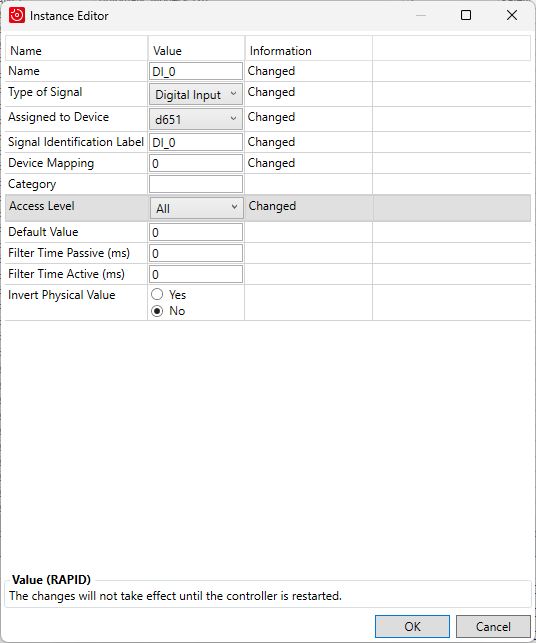 Instance Editor
Name Value Information
Name DI_0 Changed
Type of Signal Digital Input Changed
Assigned to Device d651 Changed
Signal Identification Label DI_0 Changed
Device Mapping 0 Changed
Category
Access Level All Changed
Default Value 0
Filter Time Passive (ms) 0
Filter Time Active (ms) 0
Invert Physical Value Yes
No
Value (RAPID)
The changes will not take effect until the controller is restarted.
OK Cancel